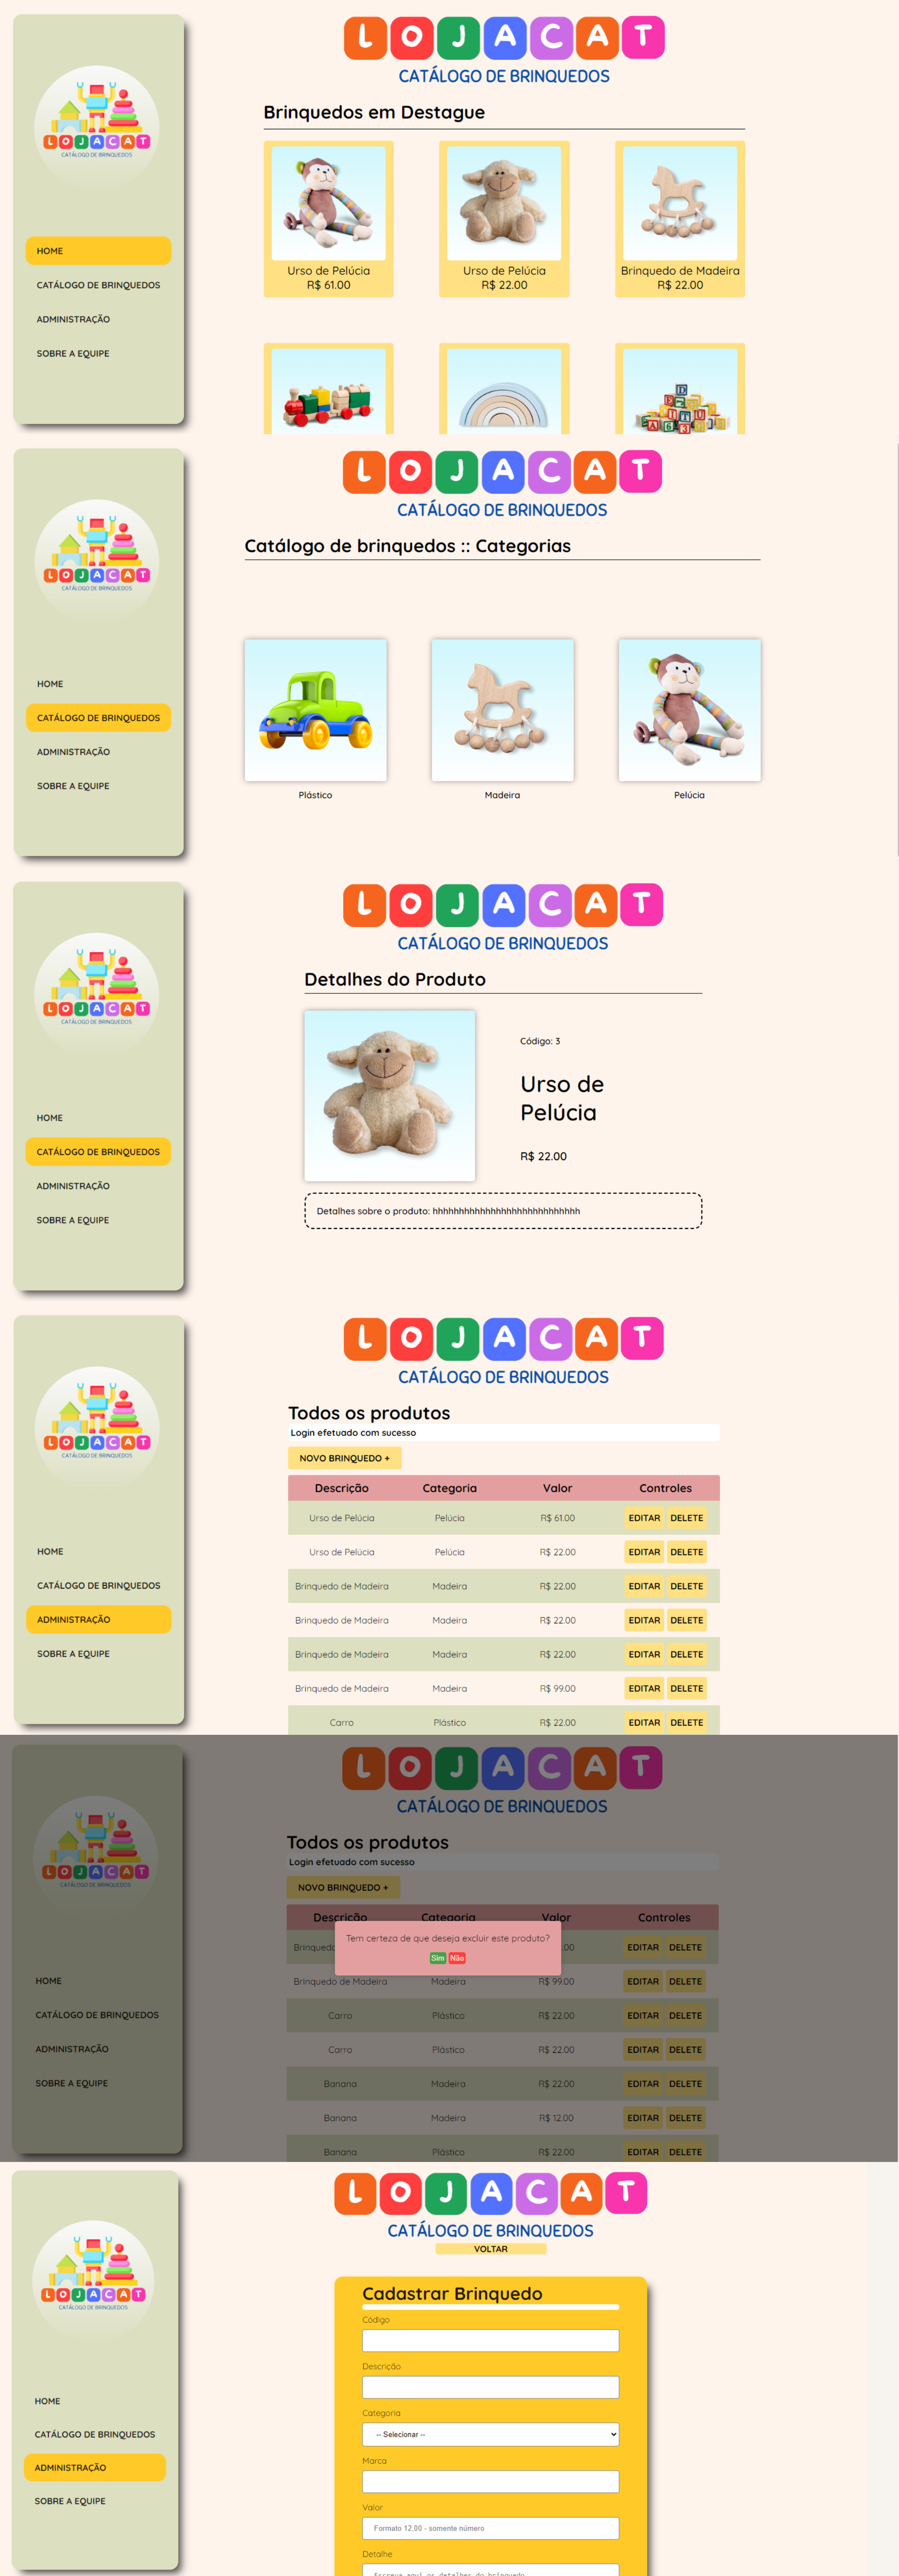 LOJACAT
CATÁLOGO DE BRINQUEDOS
LOJACAT
CATÁLOGO DE BRINQUEDOS
HOME
CATÁLOGO DE BRINQUEDOS
ADMINISTRAÇÃO
SOBRE A EQUIPE
Brinquedos em Destague
Urso de Pelúcia
R$ 61.00
Urso de Pelúcia
R$ 22.00
Brinquedo de Madeira
R$ 22.00
LOJACAT
CATÁLOGO DE BRINQUEDOS
LOJACAT
CATÁLOGO DE BRINQUEDOS
HOME
CATÁLOGO DE BRINQUEDOS
ADMINISTRAÇÃO
SOBRE A EQUIPE
Catálogo de brinquedos :: Categorias
Plástico
Madeira
Pelúcia
LOJACAT
CATÁLOGO DE BRINQUEDOS
LOJACAT
CATÁLOGO DE BRINQUEDOS
HOME
CATÁLOGO DE BRINQUEDOS
ADMINISTRAÇÃO
SOBRE A EQUIPE
Detalhes do Produto
Código: 3
Urso de
Pelúcia
R$ 22.00
Detalhes sobre o produto: hhhhhhhhhhhhhhhhhhhhhhhhhhhh
LOJACAT
CATÁLOGO DE BRINQUEDOS
LOJACAT
CATÁLOGO DE BRINQUEDOS
HOME
CATÁLOGO DE BRINQUEDOS
ADMINISTRAÇÃO
SOBRE A EQUIPE
Todos os produtos
Login efetuado com sucesso
NOVO BRINQUEDO +
Descrição Categoria Valor Controles
Urso de Pelúcia Pelúcia R$ 61.00 EDITAR DELETE
Urso de Pelúcia Pelúcia R$ 22.00 EDITAR DELETE
Brinquedo de Madeira Madeira R$ 22.00 EDITAR DELETE
Brinquedo de Madeira Madeira R$ 22.00 EDITAR DELETE
Brinquedo de Madeira Madeira R$ 22.00 EDITAR DELETE
Brinquedo de Madeira Madeira R$ 99.00 EDITAR DELETE
Carro Plástico R$ 22.00 EDITAR DELETE
LOJACAT
CATÁLOGO DE BRINQUEDOS
LOJACAT
CATÁLOGO DE BRINQUEDOS
HOME
CATÁLOGO DE BRINQUEDOS
ADMINISTRAÇÃO
SOBRE A EQUIPE
Todos os produtos
Login efetuado com sucesso
NOVO BRINQUEDO +
Descrição Categoria Valor Controles
Tem certeza de que deseja excluir este produto?
Sim Não
Brinquedo .00 EDITAR DELETE
Brinquedo de Madeira Madeira R$ 99.00 EDITAR DELETE
Carro Plástico R$ 22.00 EDITAR DELETE
Carro Plástico R$ 22.00 EDITAR DELETE
Banana Madeira R$ 22.00 EDITAR DELETE
Banana Madeira R$ 12.00 EDITAR DELETE
Banana Plástico R$ 22.00 EDITAR DELETE
LOJACAT
CATÁLOGO DE BRINQUEDOS
LOJACAT
CATÁLOGO DE BRINQUEDOS
HOME
CATÁLOGO DE BRINQUEDOS
ADMINISTRAÇÃO
SOBRE A EQUIPE
VOLTAR
Cadastrar Brinquedo
Código
Descrição
Categoria
-- Selecionar --
Marca
Valor
Formato 12,00 - somente número
Detalhe
Escreva aqui os detalhes do brinquedo